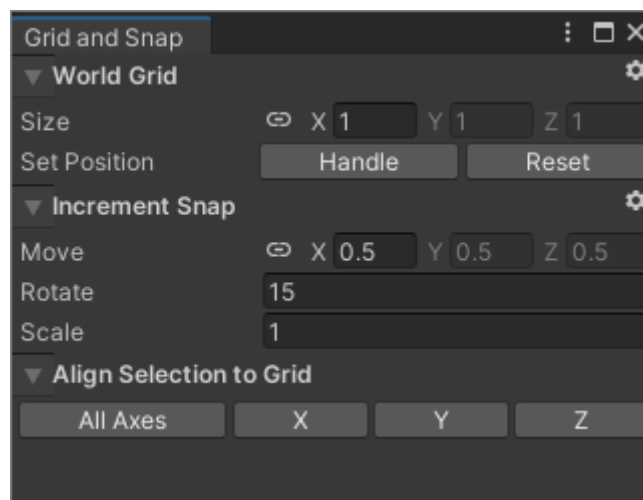 Grid and Snap
World Grid
Size X 1 Y 1 Z 1
Set Position Handle Reset
Increment Snap
Move X 0.5 Y 0.5 Z 0.5
Rotate 15
Scale 1
Align Selection to Grid
All Axes X Y Z